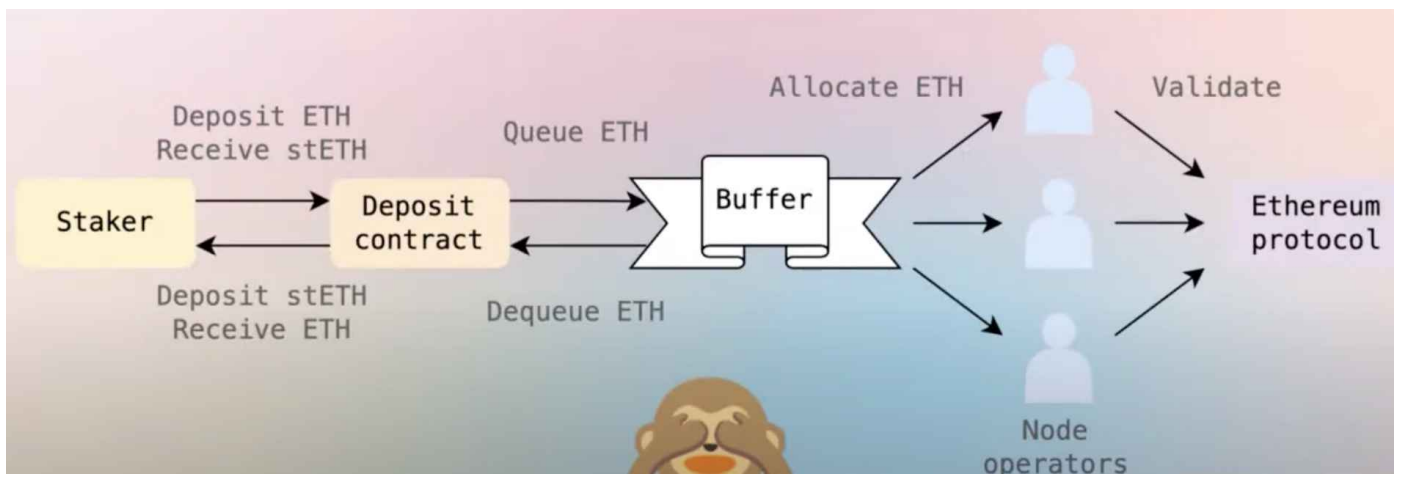 Deposit ETH
Receive stETH
Staker
Deposit stETH
Receive ETH
Deposit
contract
Queue ETH
Dequeue ETH
Buffer
Allocate ETH
Node
operators
Validate
Ethereum
protocol